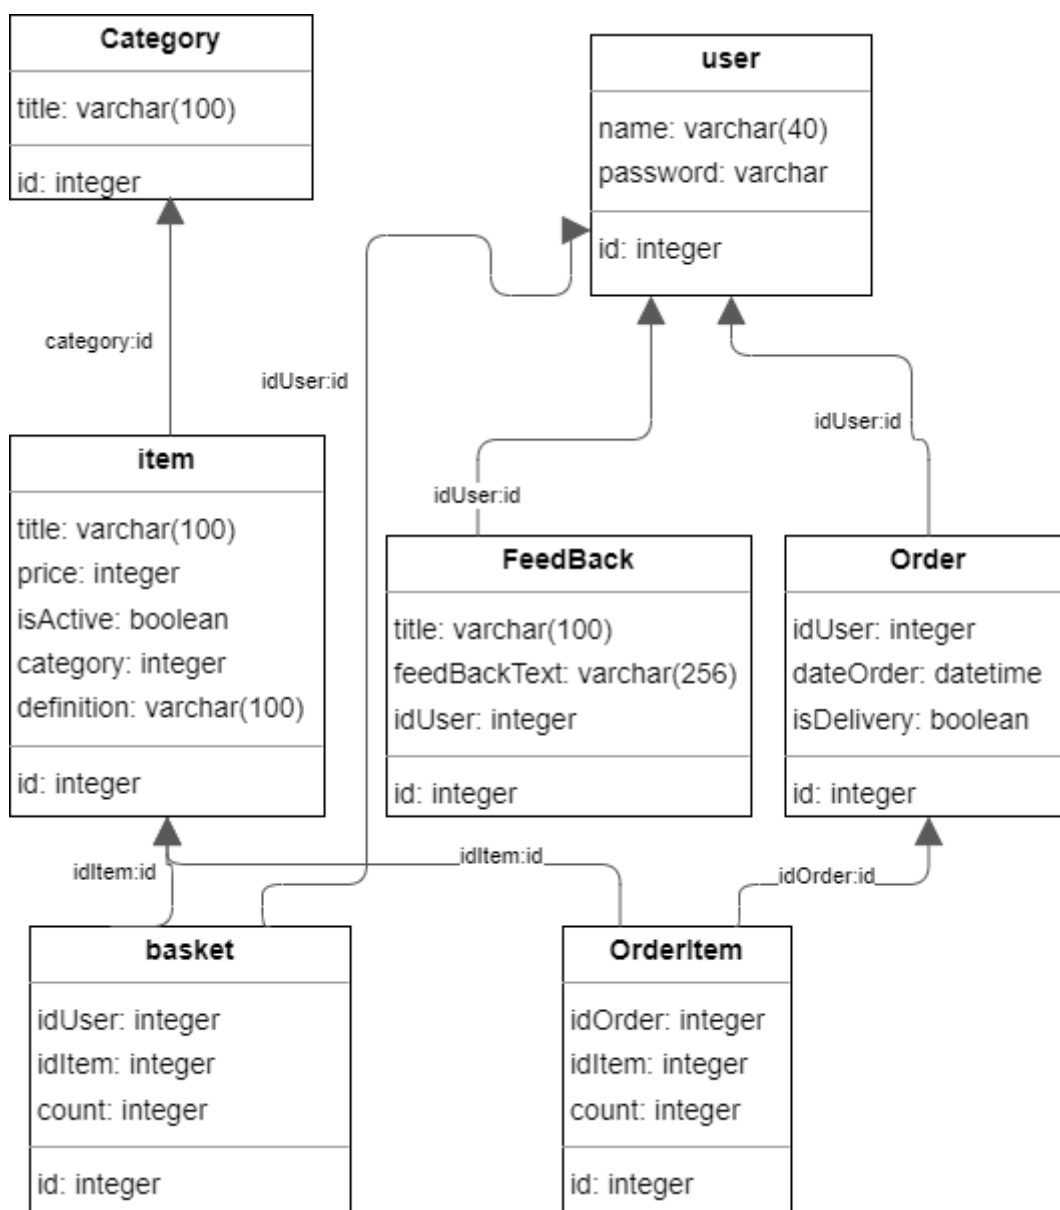 Category
title: varchar(100)
id: integer
user
name: varchar(40)
password: varchar
id: integer
category:id
idUser:id
idUser:id
idUser:id
item
title: varchar(100)
price: integer
isActive: boolean
category: integer
definition: varchar(100)
id: integer
FeedBack
title: varchar(100)
feedBackText: varchar(256)
idUser: integer
id: integer
Order
idUser: integer
dateOrder: datetime
isDelivery: boolean
id: integer
idItem:id
idItem:id
idOrder:id
basket
idUser: integer
idItem: integer
count: integer
id: integer
OrderItem
idOrder: integer
idItem: integer
count: integer
id: integer